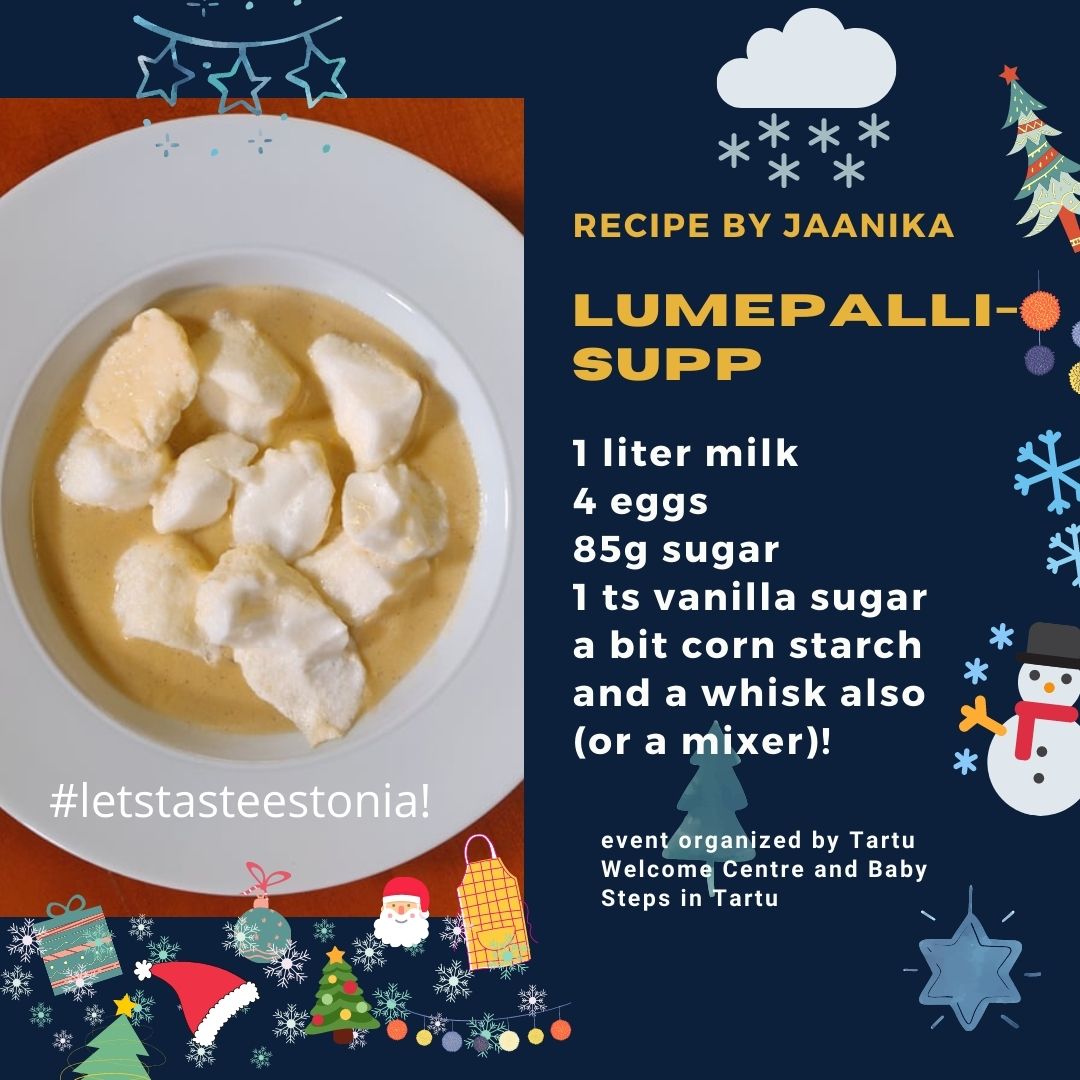 RECIPE BY JAANIKA
LUMEPALLI-
SUPP
1 liter milk
4 eggs
85g sugar
1 ts vanilla sugar
a bit corn starch
and a whisk also
(or a mixer)!
#letstasteestonia!
event organized by Tartu
Welcome Centre and Baby
Steps in Tartu